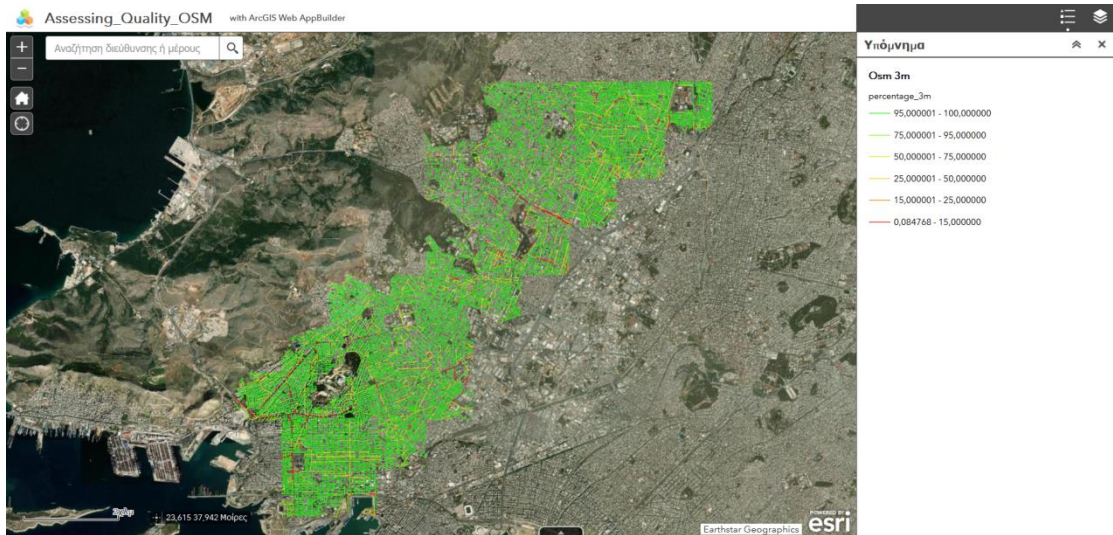 Assessing_Quality_OSM with ArcGIS Web AppBuilder
Αναζήτηση διεύθυνσης ή μέρους
Υπόμνημα
Osm 3m
percentage_3m
95,000001 - 100,000000
75,000001 - 95,000000
50,000001 - 75,000000
25,000001 - 50,000000
15,000001 - 25,000000
0,084768 - 15,000000
23,615 37,942 Μοίρες
Earthstar Geographics
POWERED BY
esri